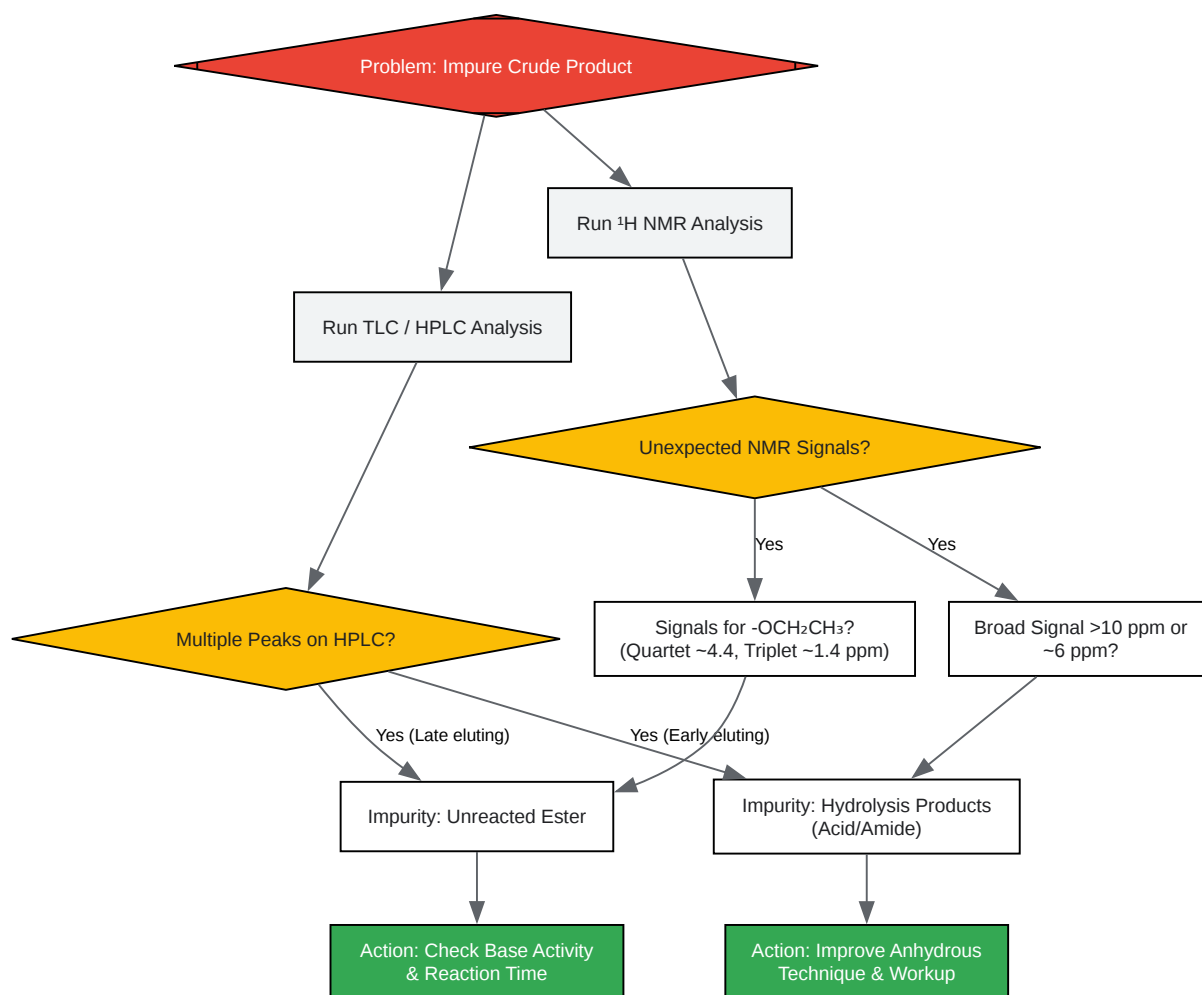 Problem: Impure Crude Product
Run ¹H NMR Analysis
Run TLC / HPLC Analysis
Unexpected NMR Signals?
Yes
Yes
Multiple Peaks on HPLC?
Signals for -OCH₂CH₃?
(Quartet ~4.4, Triplet ~1.4 ppm)
Broad Signal >10 ppm or
~6 ppm?
Yes (Late eluting)
Yes (Early eluting)
Impurity: Unreacted Ester
Impurity: Hydrolysis Products
(Acid/Amide)
Action: Check Base Activity
& Reaction Time
Action: Improve Anhydrous
Technique & Workup